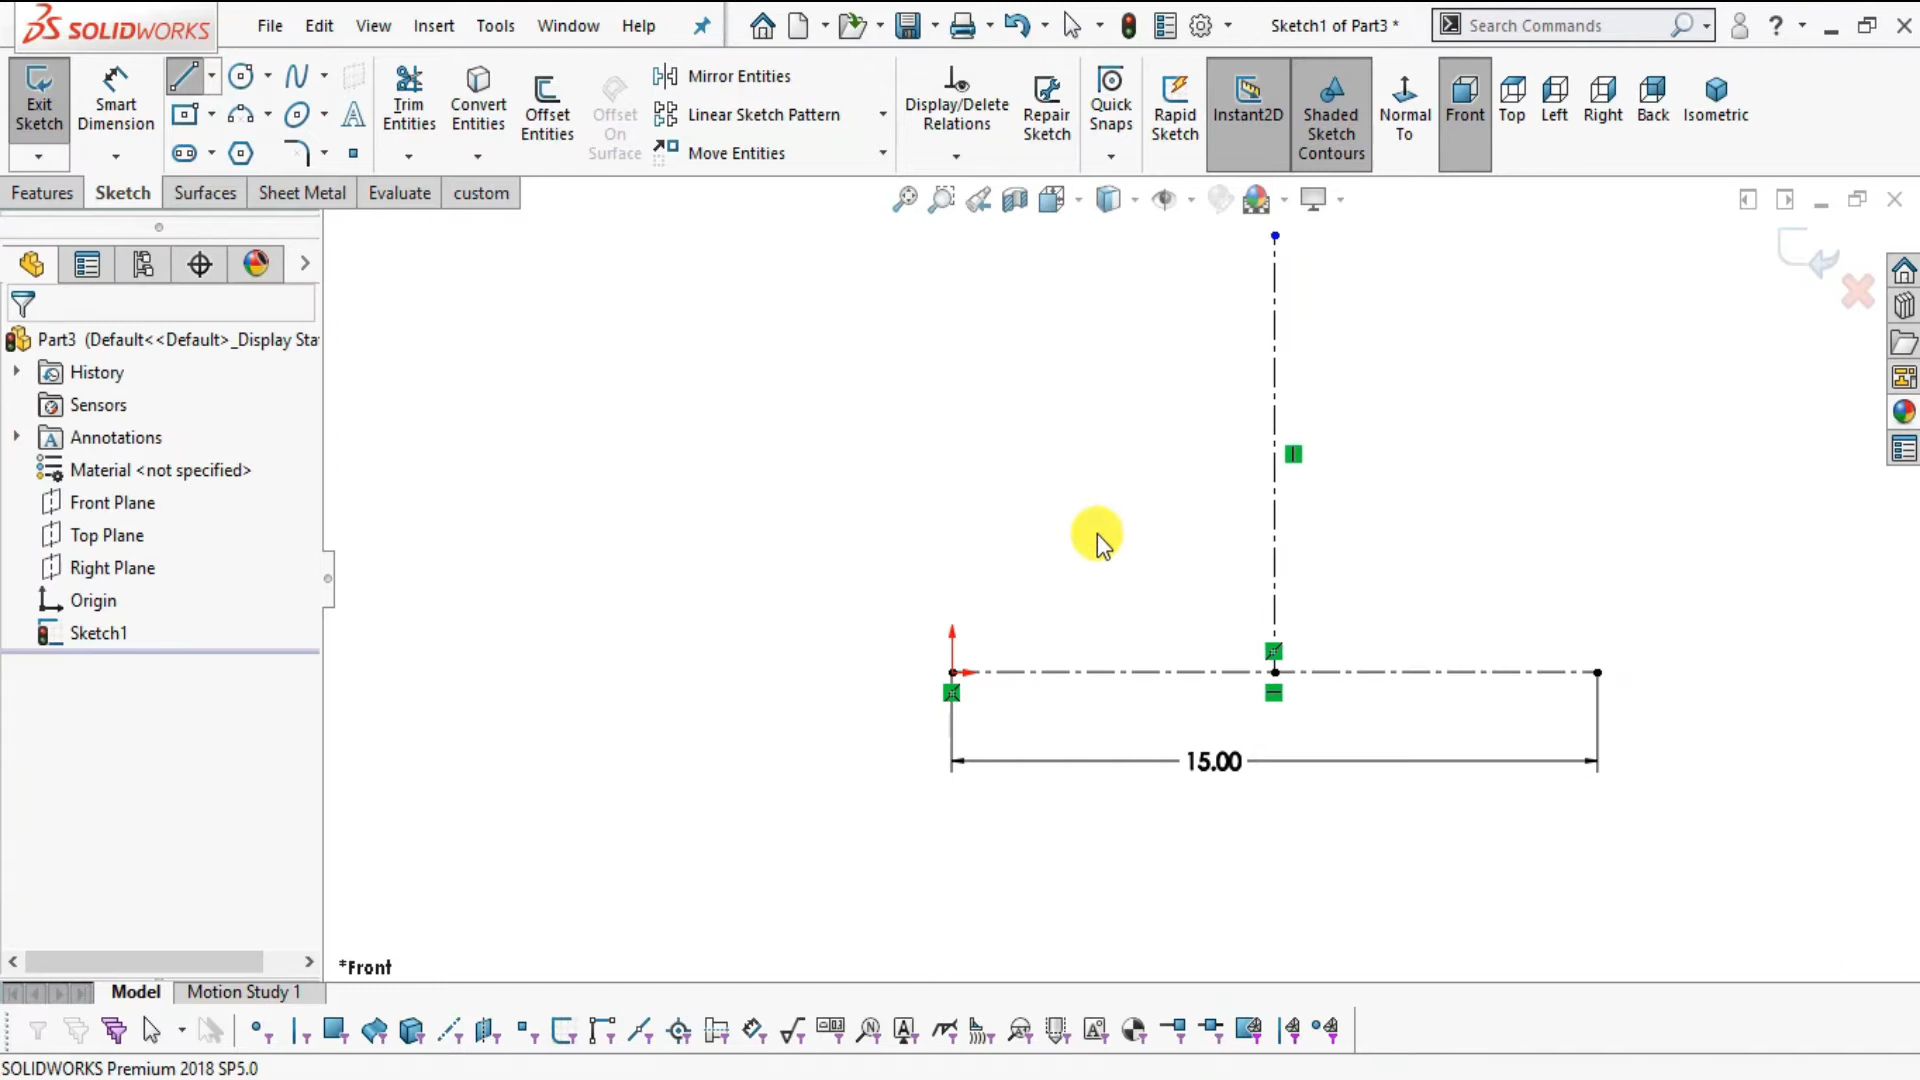 SOLIDWORKS
File Edit View Insert Tools Window Help
Sketch1 of Part3 *
Search Commands
Exit Sketch
Smart Dimension
Trim Entities
Convert Entities
Offset Entities
Offset On Surface
Mirror Entities
Linear Sketch Pattern
Move Entities
Display/Delete Relations
Repair Sketch
Quick Snaps
Rapid Sketch
Instant2D
Shaded Sketch Contours
Normal To
Front
Top
Left
Right
Back
Isometric
Features Sketch Surfaces Sheet Metal Evaluate custom
Part3 (Default<<Default>_Display Sta
History
Sensors
Annotations
Material <not specified>
Front Plane
Top Plane
Right Plane
Origin
Sketch1
15.00
*Front
Model Motion Study 1
SOLIDWORKS Premium 2018 SP5.0